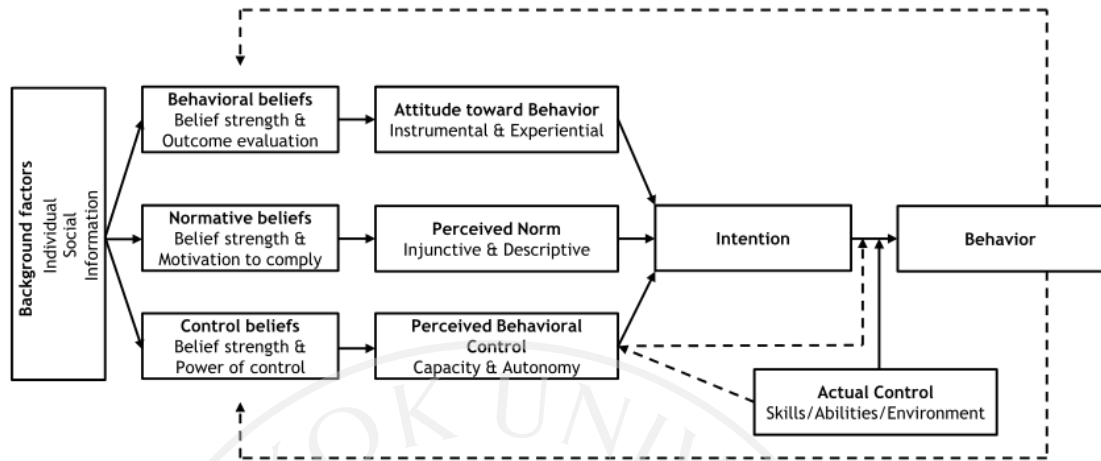 Background factors
Individual
Social
Information
Behavioral beliefs
Belief strength &
Outcome evaluation
Attitude toward Behavior
Instrumental & Experiential
Normative beliefs
Belief strength &
Motivation to comply
Perceived Norm
Injunctive & Descriptive
Intention
Behavior
Control beliefs
Belief strength &
Power of control
Perceived Behavioral
Control
Capacity & Autonomy
Actual Control
Skills/Abilities/Environment